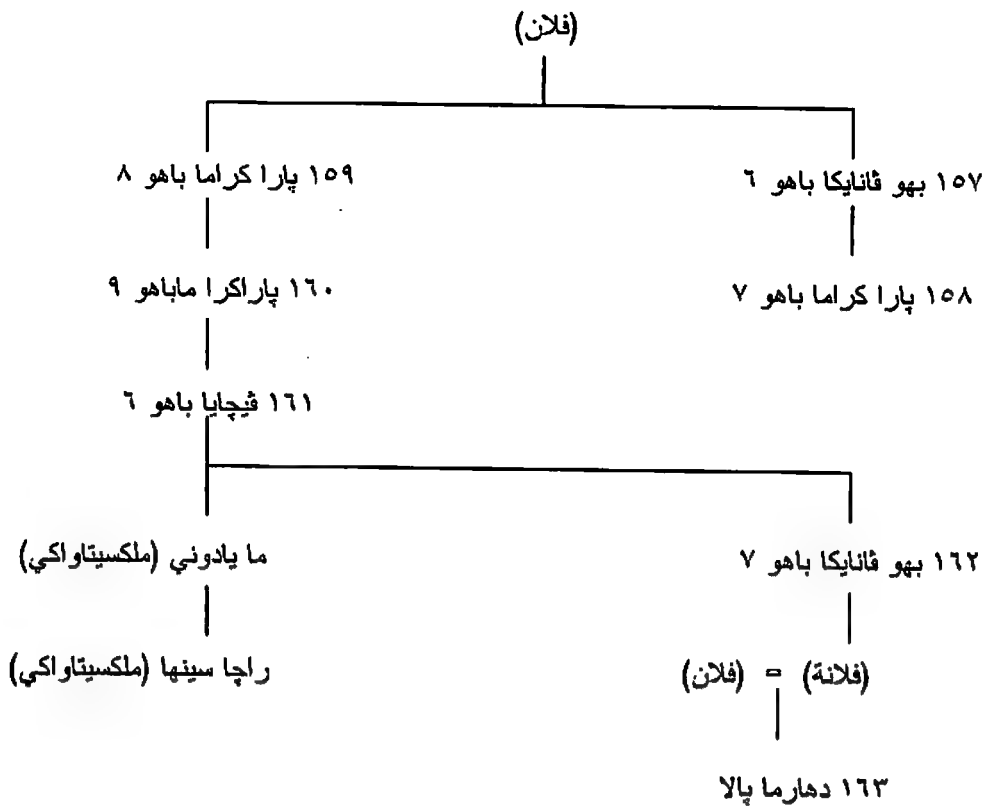 (فلان)
١٥٧ بهو ڤانايكا باهو ٦
١٥٩ پارا كراما باهو ٨
١٥٨ پارا كراما باهو ٧
١٦٠ پاراكرا ماباهو ٩
١٦١ ڤيچايا باهو ٦
١٦٢ بهو ڤانايكا باهو ٧
ما يادوني (ملكسيتاواكي)
(فلانة) = (فلان)
راچا سينها (ملكسيتاواكي)
١٦٣ دهارما پالا